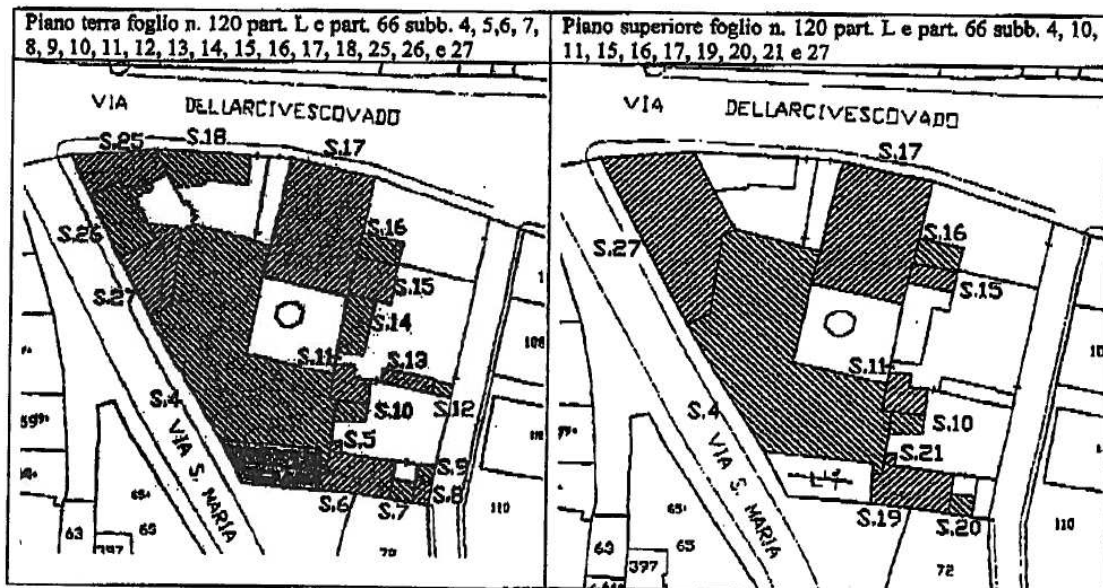 Piano terra foglio n. 120 part. L e part. 66 subb. 4, 5,6, 7,
8, 9, 10, 11, 12, 13, 14, 15, 16, 17, 18, 25, 26, e 27
VIA DELLARCIVESCOVADO
S.25
S.18
S.17
S.16
S.26
S.15
S.27
S.14
S.11
S.13
S.12
S.10
S.4
VIA S. MARIA
S.5
S.9
S.8
S.6
S.7
108
110
65
63
397
Piano superiore foglio n. 120 part. L e part. 66 subb. 4, 10,
11, 15, 16, 17, 19, 20, 21 e 27
VIA DELLARCIVESCOVADO
S.17
S.16
S.27
S.15
S.11
S.10
S.4
VIA S. MARIA
S.21
S.19
S.20
110
65
63
397
72